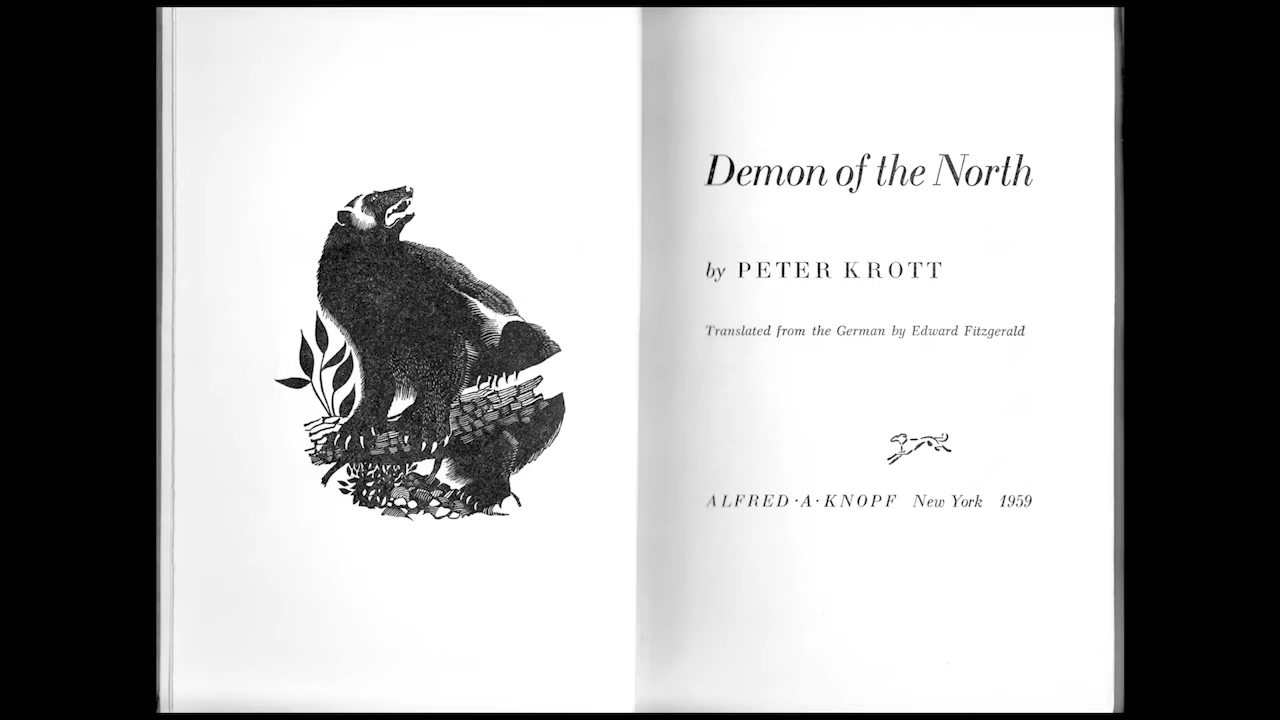 Demon of the North
by PETER KROTT
Translated from the German by Edward Fitzgerald
ALFRED·A·KNOPF New York 1959